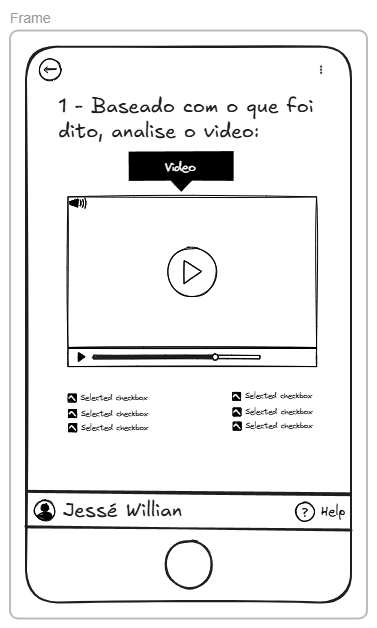 Frame
1 - Baseado com o que foi
dito, analise o video:
Video
Selected checkbox
Selected checkbox
Selected checkbox
Selected checkbox
Selected checkbox
Selected checkbox
Jessé Willian
? Help